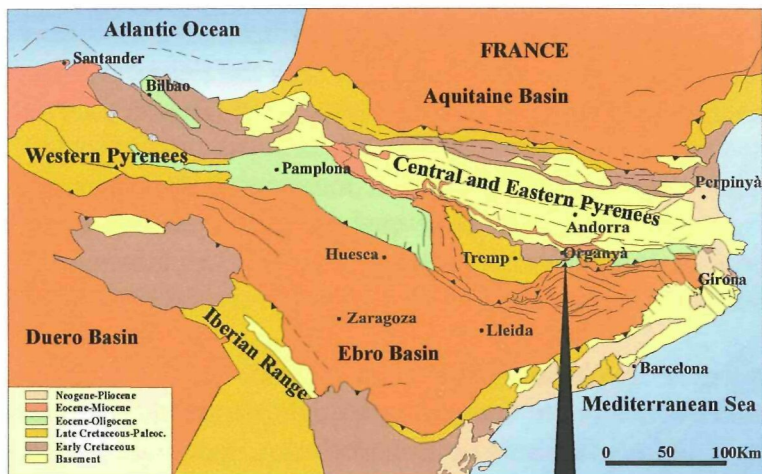 Atlantic Ocean
Santander
Bilbao
FRANCE
Aquitaine Basin
Western Pyrenees
Pamplona
Central and Eastern Pyrenees
Perpinyà
Andorra
Huesca
Tremp
Organyà
Girona
Zaragoza
Lleida
Duero Basin
Iberian Range
Ebro Basin
Barcelona
Mediterranean Sea
Neogene-Pliocene
Eocene-Miocene
Eocene-Oligocene
Late Cretaceous-Paleoc.
Early Cretaceous
Basement
0 50 100Km